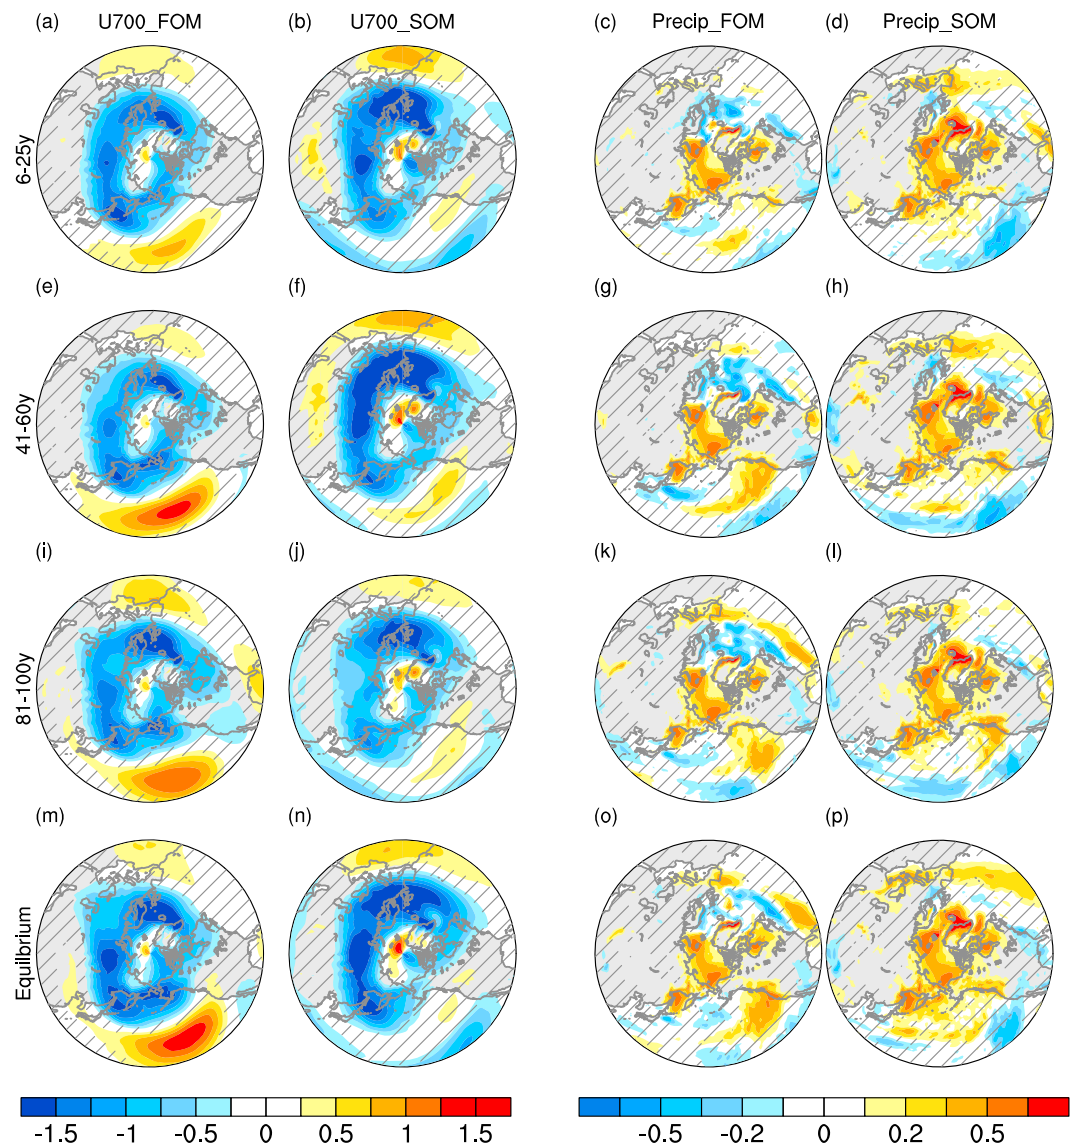 (a) U700_FOM (b) U700_SOM (c) Precip_FOM (d) Precip_SOM
6-25y
(e) (f) (g) (h)
41-60y
(i) (j) (k) (l)
81-100y
(m) (n) (o) (p)
Equilbrium
-1.5 -1 -0.5 0 0.5 1 1.5
-0.5 -0.2 0 0.2 0.5